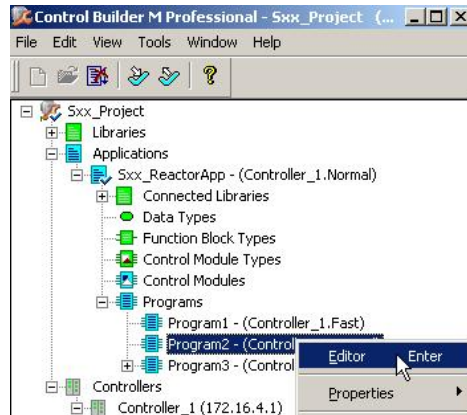 Control Builder M Professional - Sxx_Project (...
File Edit View Tools Window Help
Sxx_Project
Libraries
Applications
Sxx_ReactorApp - (Controller_1.Normal)
Connected Libraries
Data Types
Function Block Types
Control Module Types
Control Modules
Programs
Program1 - (Controller_1.Fast)
Program2 - (Control
Editor Enter
Program3 - (Control
Properties
Controllers
Controller_1 (172.16.4.1)